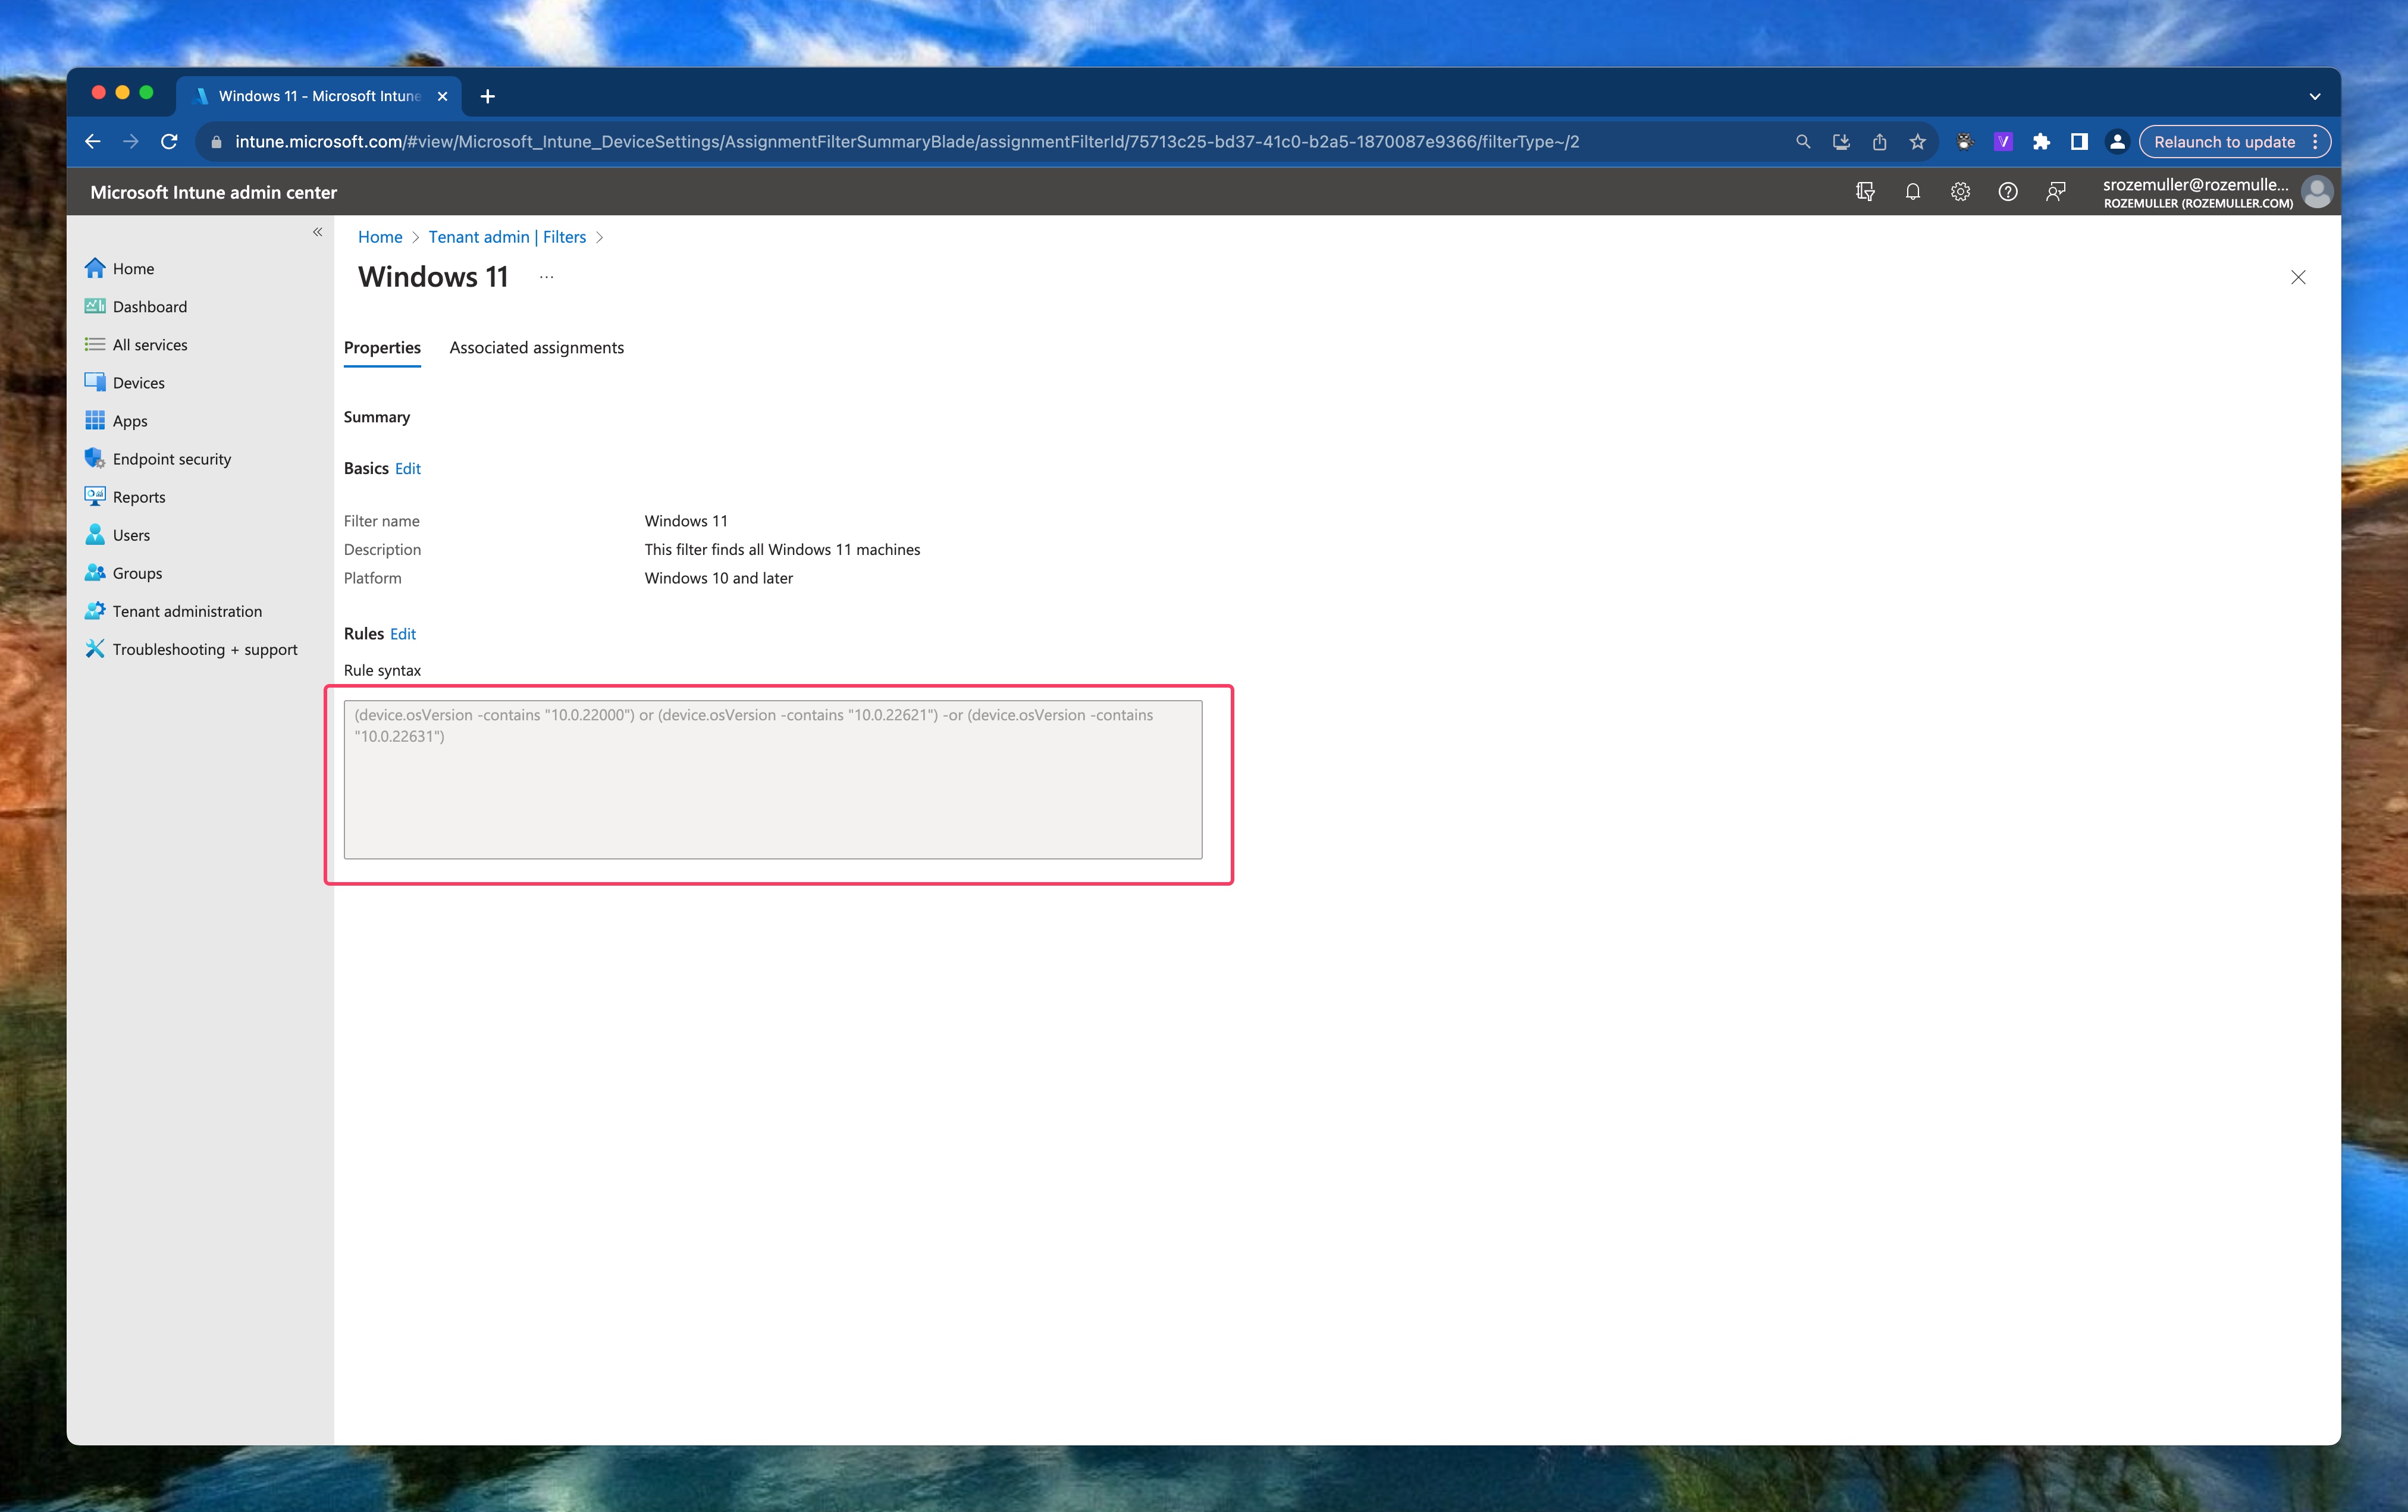 Windows 11 - Microsoft Intune
intune.microsoft.com/#view/Microsoft_Intune_DeviceSettings/AssignmentFilterSummaryBlade/assignmentFilterId/75713c25-bd37-41c0-b2a5-1870087e9366/filterType~/2
V
Relaunch to update
Microsoft Intune admin center
srozemuller@rozemulle...
ROZEMULLER (ROZEMULLER.COM)
Home
Dashboard
All services
Devices
Apps
Endpoint security
Reports
Users
Groups
Tenant administration
Troubleshooting + support
Home > Tenant admin | Filters >
Windows 11 ...
Properties Associated assignments
Summary
Basics Edit
Filter name Windows 11
Description This filter finds all Windows 11 machines
Platform Windows 10 and later
Rules Edit
Rule syntax
(device.osVersion -contains "10.0.22000") or (device.osVersion -contains "10.0.22621") -or (device.osVersion -contains
"10.0.22631")